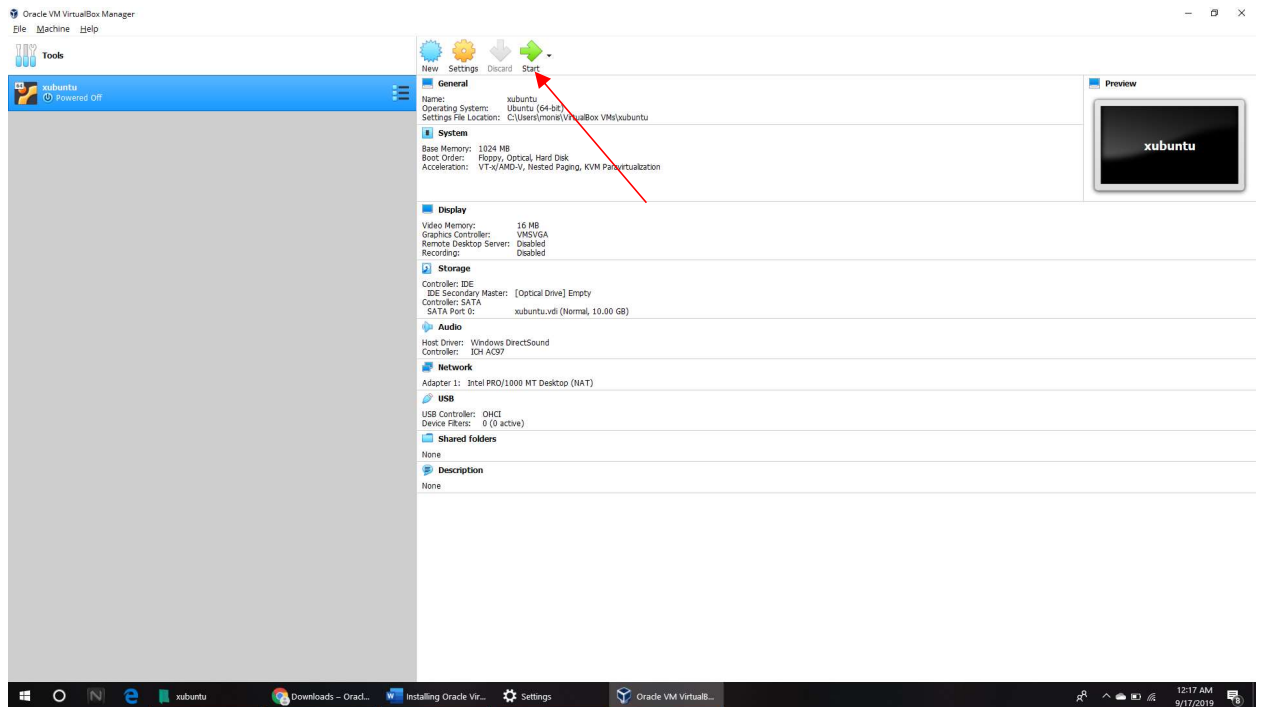 Oracle VM VirtualBox Manager
File Machine Help
Tools
New Settings Discard Start
64 xubuntu
Powered Off
General
Name: xubuntu
Operating System: Ubuntu (64-bit)
Settings File Location: C:\Users\monis\VirtualBox VMs\xubuntu
Preview
xubuntu
System
Base Memory: 1024 MB
Boot Order: Floppy, Optical, Hard Disk
Acceleration: VT-x/AMD-V, Nested Paging, KVM Paravirtualization
Display
Video Memory: 16 MB
Graphics Controller: VMSVGA
Remote Desktop Server: Disabled
Recording: Disabled
Storage
Controller: IDE
IDE Secondary Master: [Optical Drive] Empty
Controller: SATA
SATA Port 0: xubuntu.vdi (Normal, 10.00 GB)
Audio
Host Driver: Windows DirectSound
Controller: ICH AC97
Network
Adapter 1: Intel PRO/1000 MT Desktop (NAT)
USB
USB Controller: OHCI
Device Filters: 0 (0 active)
Shared folders
None
Description
None
xubuntu Downloads – Oracl... Installing Oracle Vir... Settings Oracle VM VirtualB... 12:17 AM
9/17/2019 8